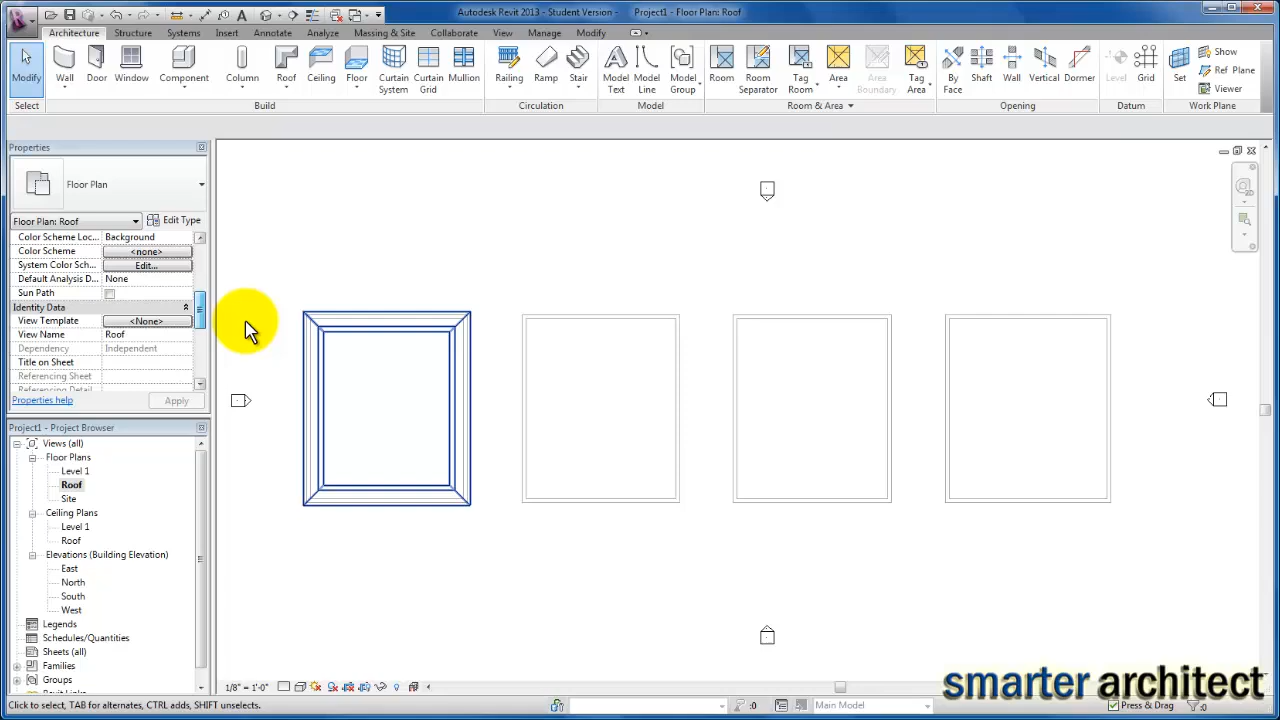 Autodesk Revit 2013 - Student Version - Project1 - Floor Plan: Roof
Architecture Structure Systems Insert Annotate Analyze Massing & Site Collaborate View Manage Modify
Modify Wall Door Window Component Column Roof Ceiling Floor Curtain System Curtain Grid Mullion Railing Ramp Stair Model Text Model Line Model Group Room Room Separator Tag Room Area Area Boundary Tag Area By Face Shaft Wall Vertical Dormer Level Grid Set Show
Ref Plane
Viewer
Select Build Circulation Model Room & Area Opening Datum Work Plane
Properties
Floor Plan
Floor Plan: Roof Edit Type
Color Scheme Loc... Background
Color Scheme <none>
System Color Sch... Edit...
Default Analysis D... None
Sun Path
Identity Data
View Template <None>
View Name Roof
Dependency Independent
Title on Sheet
Referencing Sheet
Referencing Detail
Properties help Apply
Project1 - Project Browser
Views (all)
Floor Plans
Level 1
Roof
Site
Ceiling Plans
Level 1
Roof
Elevations (Building Elevation)
East
North
South
West
Legends
Schedules/Quantities
Sheets (all)
Families
Groups
Revit Links
1/8" = 1'-0"
Click to select, TAB for alternates, CTRL adds, SHIFT unselects. :0 Main Model Press & Drag :0
smarter architect